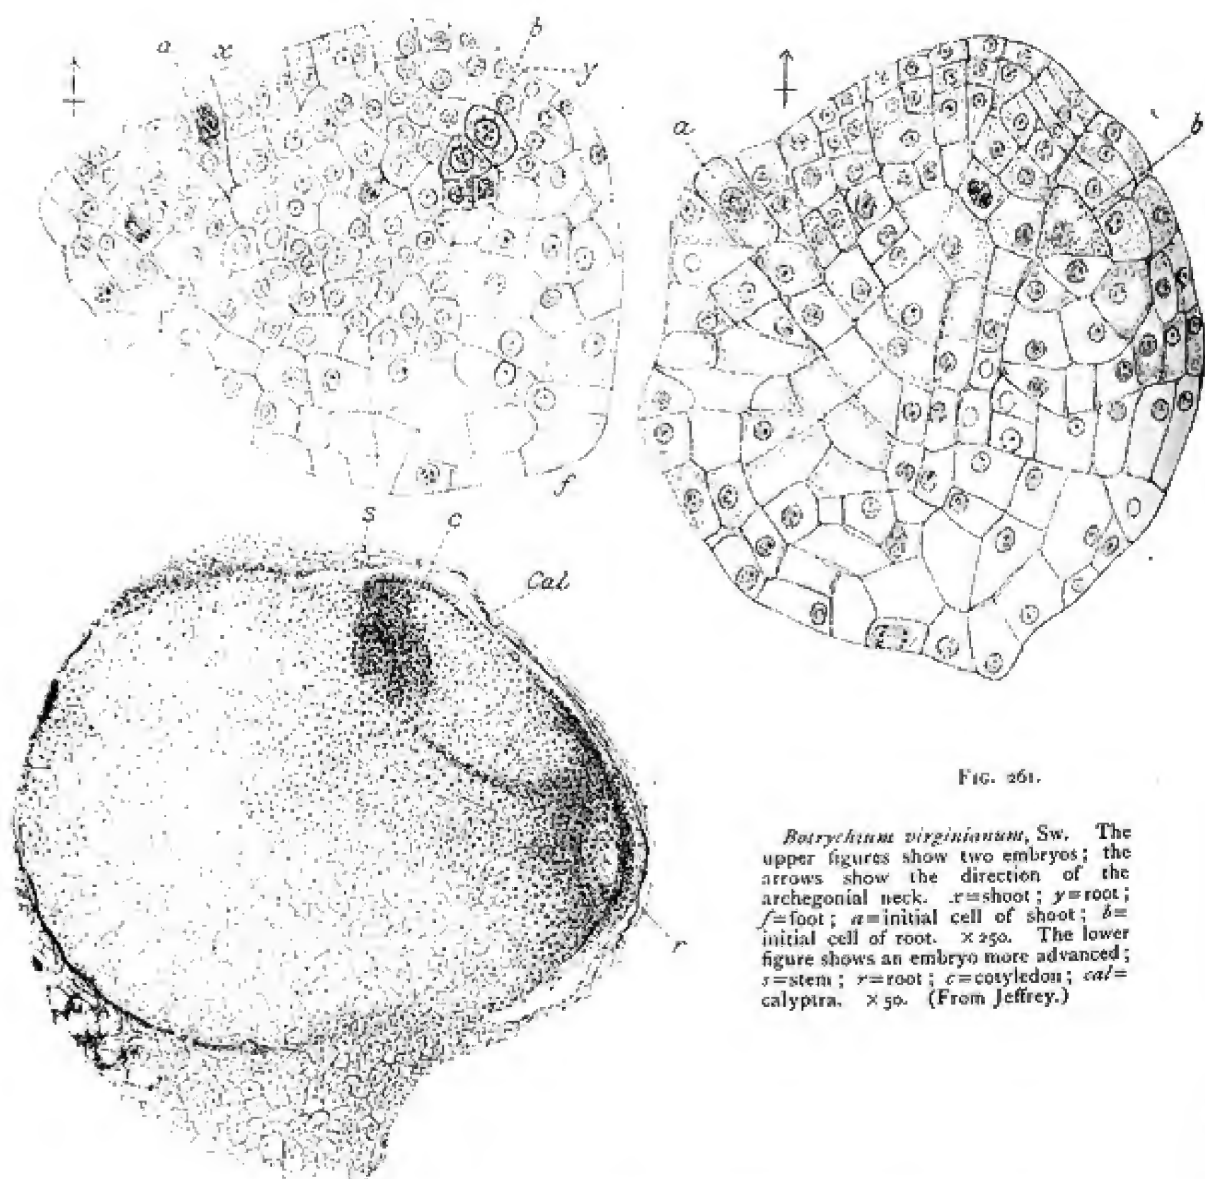 a x b y
a b
f
s c
Cal
r
FIG. 261.
Botrychium virginianum, Sw. The
upper figures show two embryos; the
arrows show the direction of the
archegonial neck. x=shoot; y=root;
f=foot; a=initial cell of shoot; b=
initial cell of root. ×250. The lower
figure shows an embryo more advanced;
s=stem; r=root; c=cotyledon; cal=
calyptra. ×50. (From Jeffrey.)